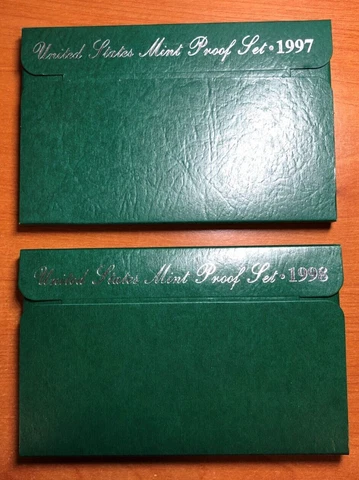 United States Mint Proof Set • 1997
United States Mint Proof Set • 1998